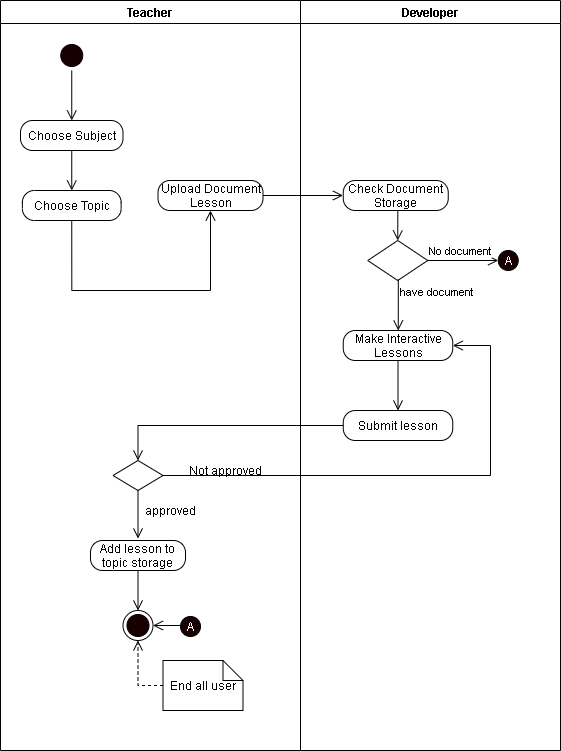 Teacher
Developer
Choose Subject
Choose Topic
Upload Document
Lesson
Check Document
Storage
No document
A
have document
Make Interactive
Lessons
Submit lesson
Not approved
approved
Add lesson to
topic storage
A
End all user